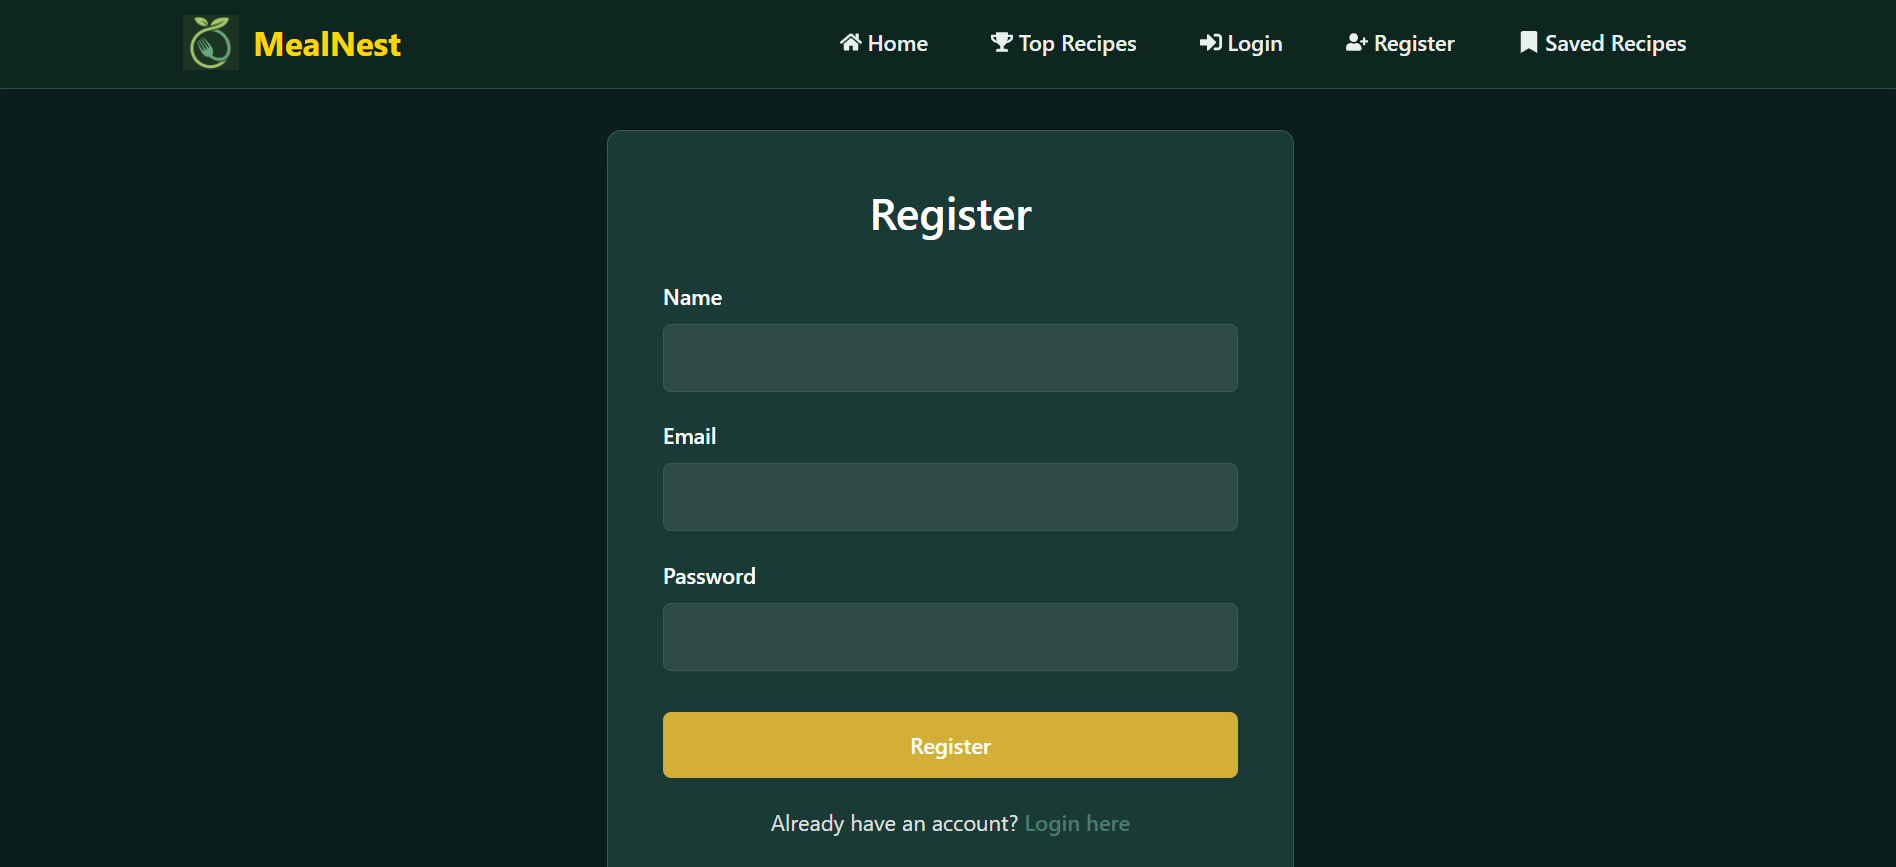 MealNest
Home Top Recipes Login Register Saved Recipes
Register
Name
Email
Password
Register
Already have an account? Login here